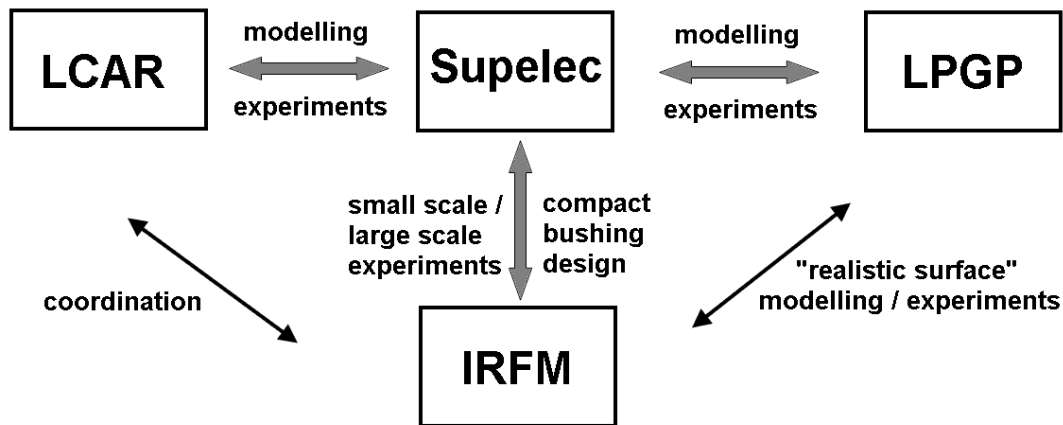 LCAR
modelling
experiments
Supelec
modelling
experiments
LPGP
small scale /
large scale
experiments
compact
bushing
design
coordination
"realistic surface"
modelling / experiments
IRFM